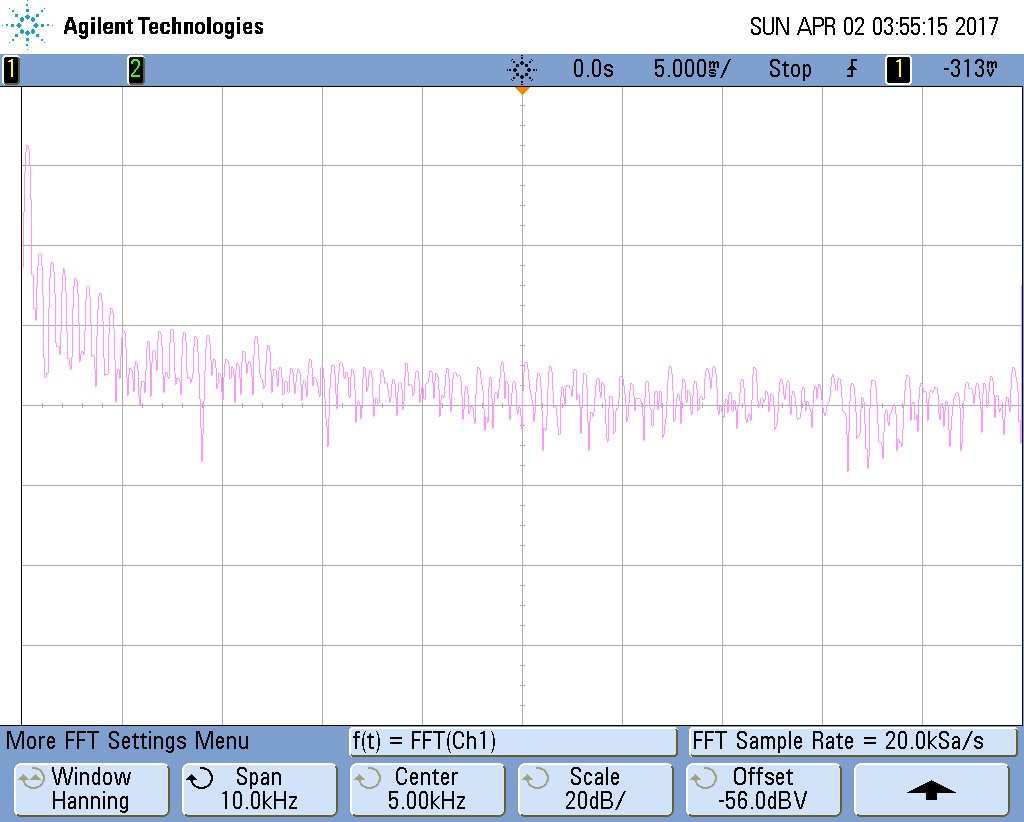 Agilent Technologies
SUN APR 02 03:55:15 2017
1 2 0.0s 5.000ms/ Stop 1 -313mV
More FFT Settings Menu
f(t) = FFT(Ch1)
FFT Sample Rate = 20.0kSa/s
Window
Hanning
Span
10.0kHz
Center
5.00kHz
Scale
20dB/
Offset
-56.0dBV